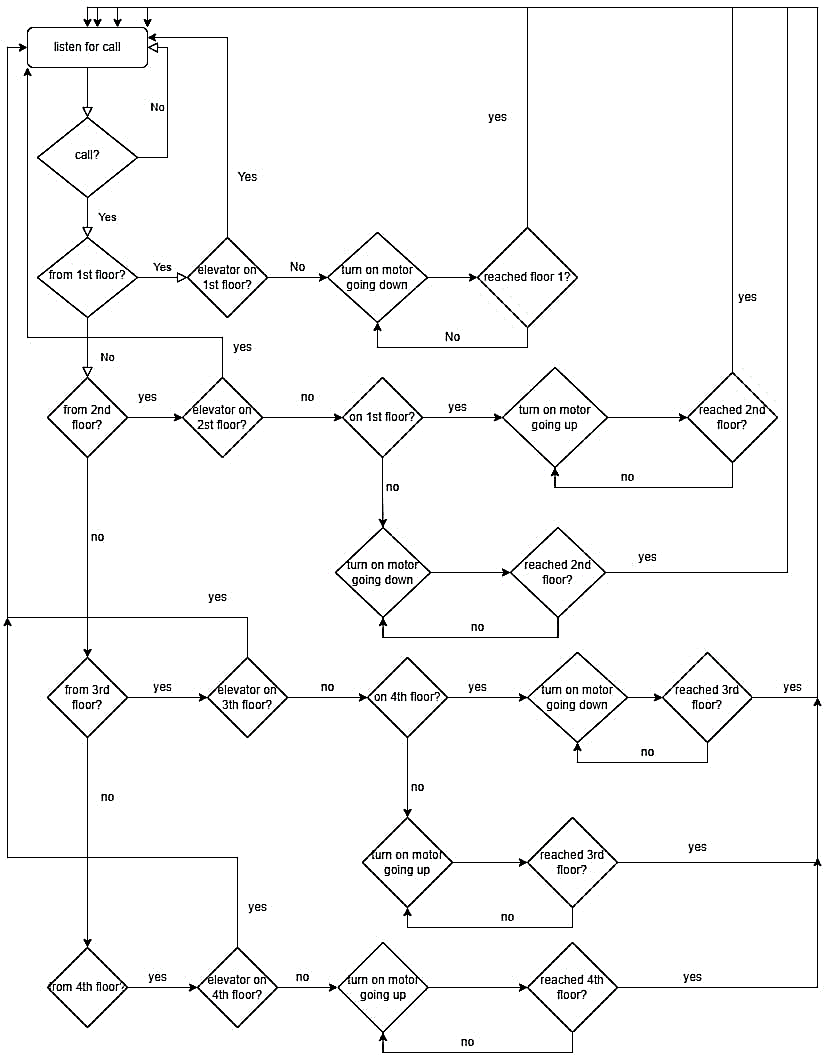 listen for call
No
yes
call?
Yes
Yes
from 1st floor?
Yes
elevator on
1st floor?
No
turn on motor
going down
reached floor 1?
yes
No
yes
No
from 2nd
floor?
yes
elevator on
2st floor?
no
on 1st floor?
yes
turn on motor
going up
reached 2nd
floor?
no
no
no
turn on motor
going down
reached 2nd
floor?
yes
yes
no
from 3rd
floor?
yes
elevator on
3th floor?
no
on 4th floor?
yes
turn on motor
going down
reached 3rd
floor?
yes
no
no
no
turn on motor
going up
reached 3rd
floor?
yes
yes
no
from 4th floor?
yes
elevator on
4th floor?
no
turn on motor
going up
reached 4th
floor?
yes
no